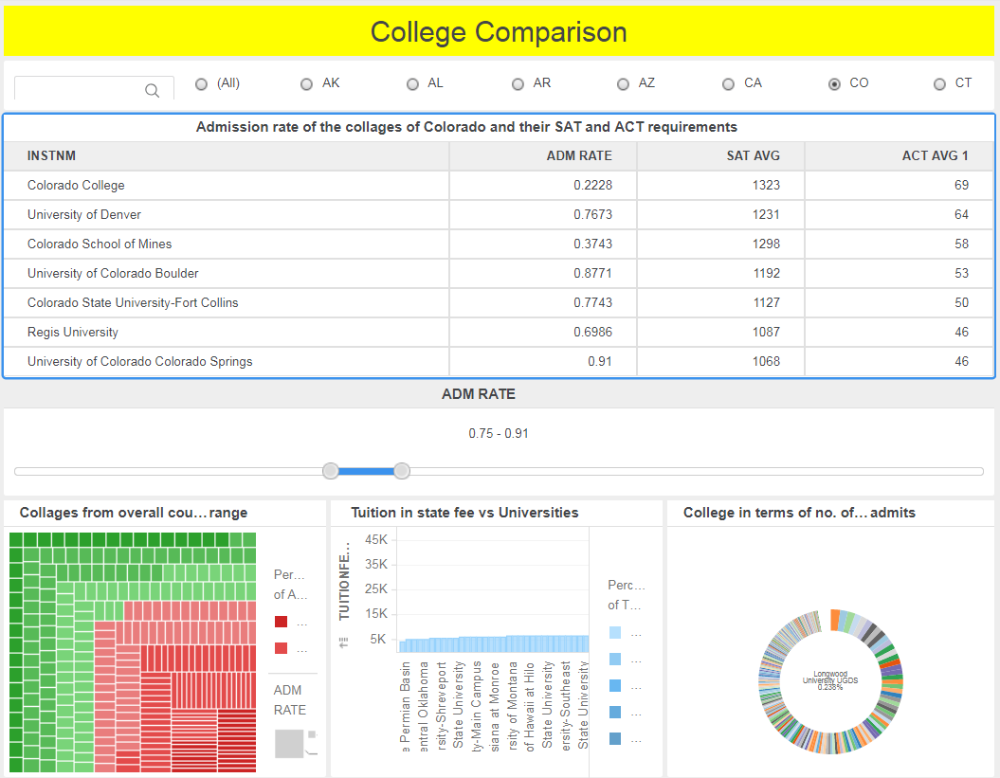 College Comparison
(All) AK AL AR AZ CA CO CT
Admission rate of the collages of Colorado and their SAT and ACT requirements
INSTNM ADM RATE SAT AVG ACT AVG 1
Colorado College 0.2228 1323 69
University of Denver 0.7673 1231 64
Colorado School of Mines 0.3743 1298 58
University of Colorado Boulder 0.8771 1192 53
Colorado State University-Fort Collins 0.7743 1127 50
Regis University 0.6986 1087 46
University of Colorado Colorado Springs 0.91 1068 46
ADM RATE
0.75 - 0.91
Collages from overall cou...range
Per...
of A...
...
...
ADM
RATE
Tuition in state fee vs Universities
TUITIONFE...
45K
35K
25K
15K
5K
e Permian Basin
entral Oklahoma
rsity-Shreveport
State University
ty-Main Campus
siana at Monroe
rsity of Montana
of Hawaii at Hilo
State University
ersity-Southeast
State University
Perc...
of T...
...
...
...
...
...
College in terms of no. of...admits
Longwood
University UGDS
0.233%